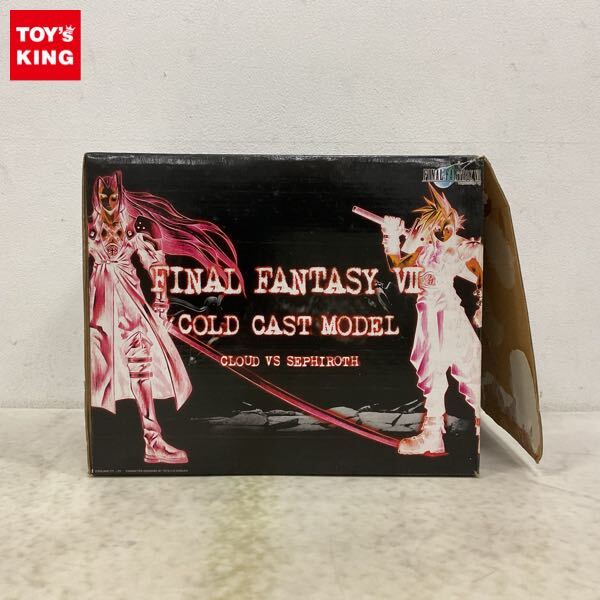 TOY'S
KING
FINAL FANTASY VII
FINAL FANTASY VII
COLD CAST MODEL
CLOUD VS SEPHIROTH